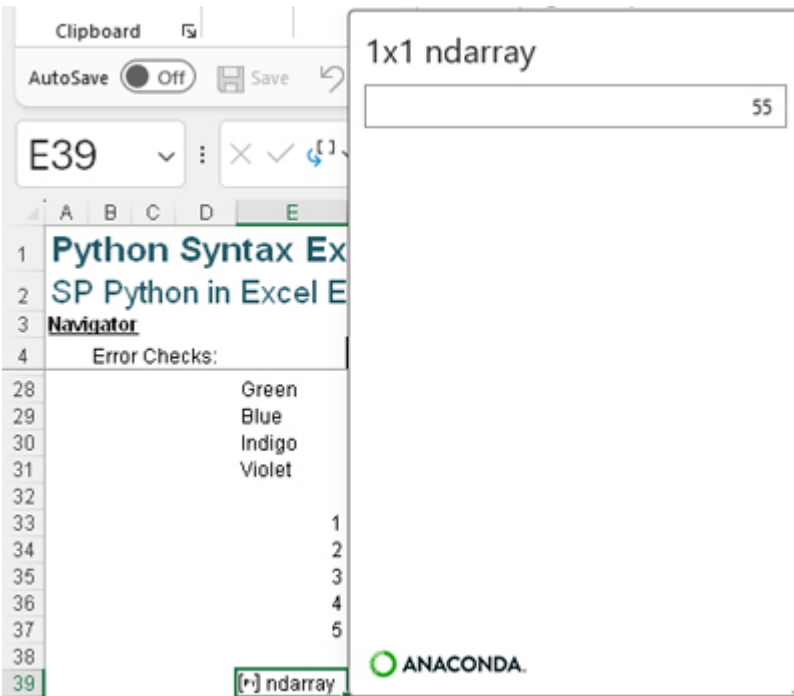 Clipboard
AutoSave Off Save
E39
A B C D E
1 Python Syntax Ex
2 SP Python in Excel E
3 Navigator
4 Error Checks:
28 Green
29 Blue
30 Indigo
31 Violet
32
33 1
34 2
35 3
36 4
37 5
38
39 ndarray
1x1 ndarray
55
ANACONDA.